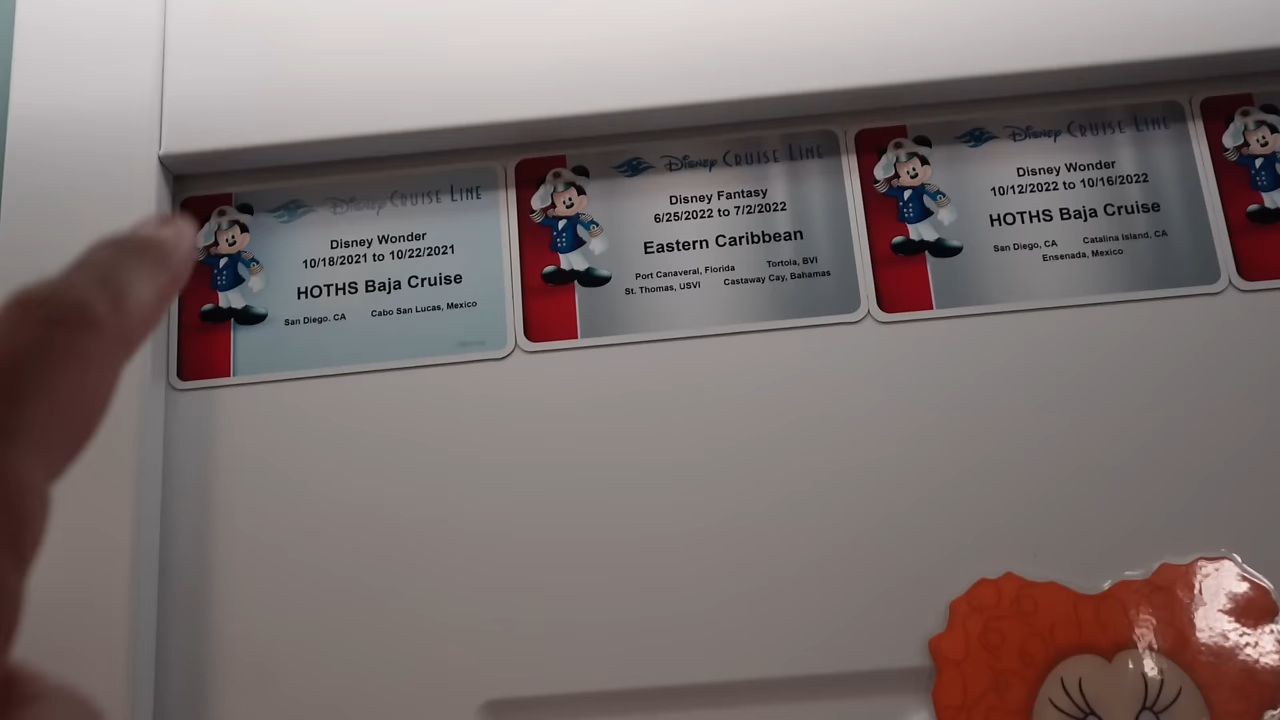 Disney CRUISE LINE
Disney Wonder
10/18/2021 to 10/22/2021
HOTHS Baja Cruise
San Diego, CA Cabo San Lucas, Mexico
Disney CRUISE LINE
Disney Fantasy
6/25/2022 to 7/2/2022
Eastern Caribbean
Port Canaveral, Florida Tortola, BVI
St. Thomas, USVI Castaway Cay, Bahamas
Disney CRUISE LINE
Disney Wonder
10/12/2022 to 10/16/2022
HOTHS Baja Cruise
San Diego, CA Catalina Island, CA
Ensenada, Mexico